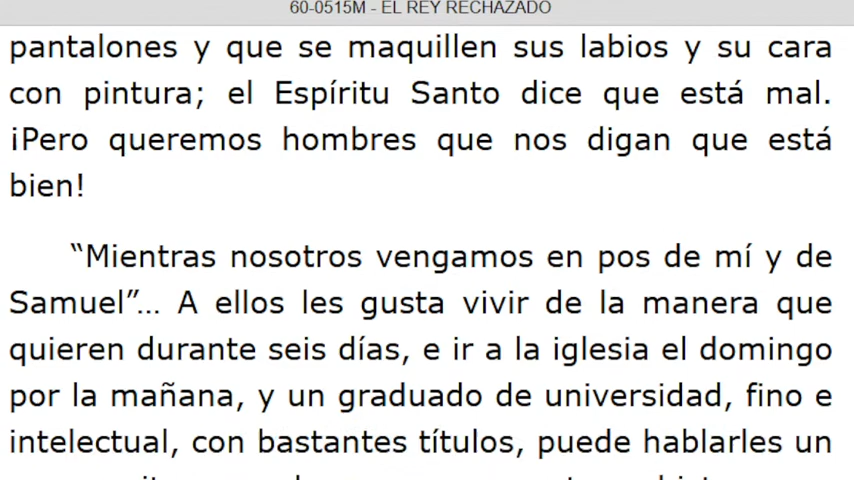 60-0515M - EL REY RECHAZADO
pantalones y que se maquillen sus labios y su cara
con pintura; el Espíritu Santo dice que está mal.
¡Pero queremos hombres que nos digan que está
bien!
“Mientras nosotros vengamos en pos de mí y de
Samuel”… A ellos les gusta vivir de la manera que
quieren durante seis días, e ir a la iglesia el domingo
por la mañana, y un graduado de universidad, fino e
intelectual, con bastantes títulos, puede hablarles un